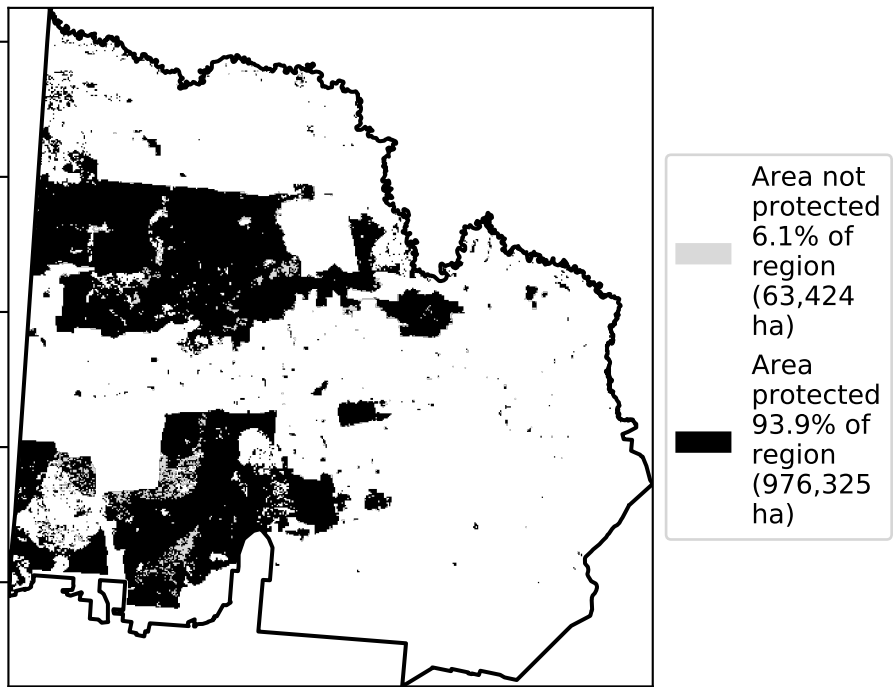 Area not
protected
6.1% of
region
(63,424
ha)
Area
protected
93.9% of
region
(976,325
ha)